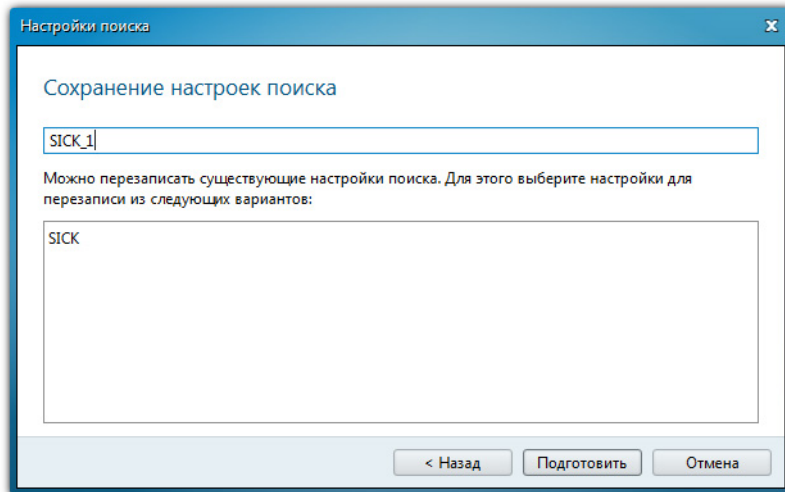 Настройки поиска
Сохранение настроек поиска
SICK_1
Можно перезаписать существующие настройки поиска. Для этого выберите настройки для
перезаписи из следующих вариантов:
SICK
< Назад Подготовить Отмена